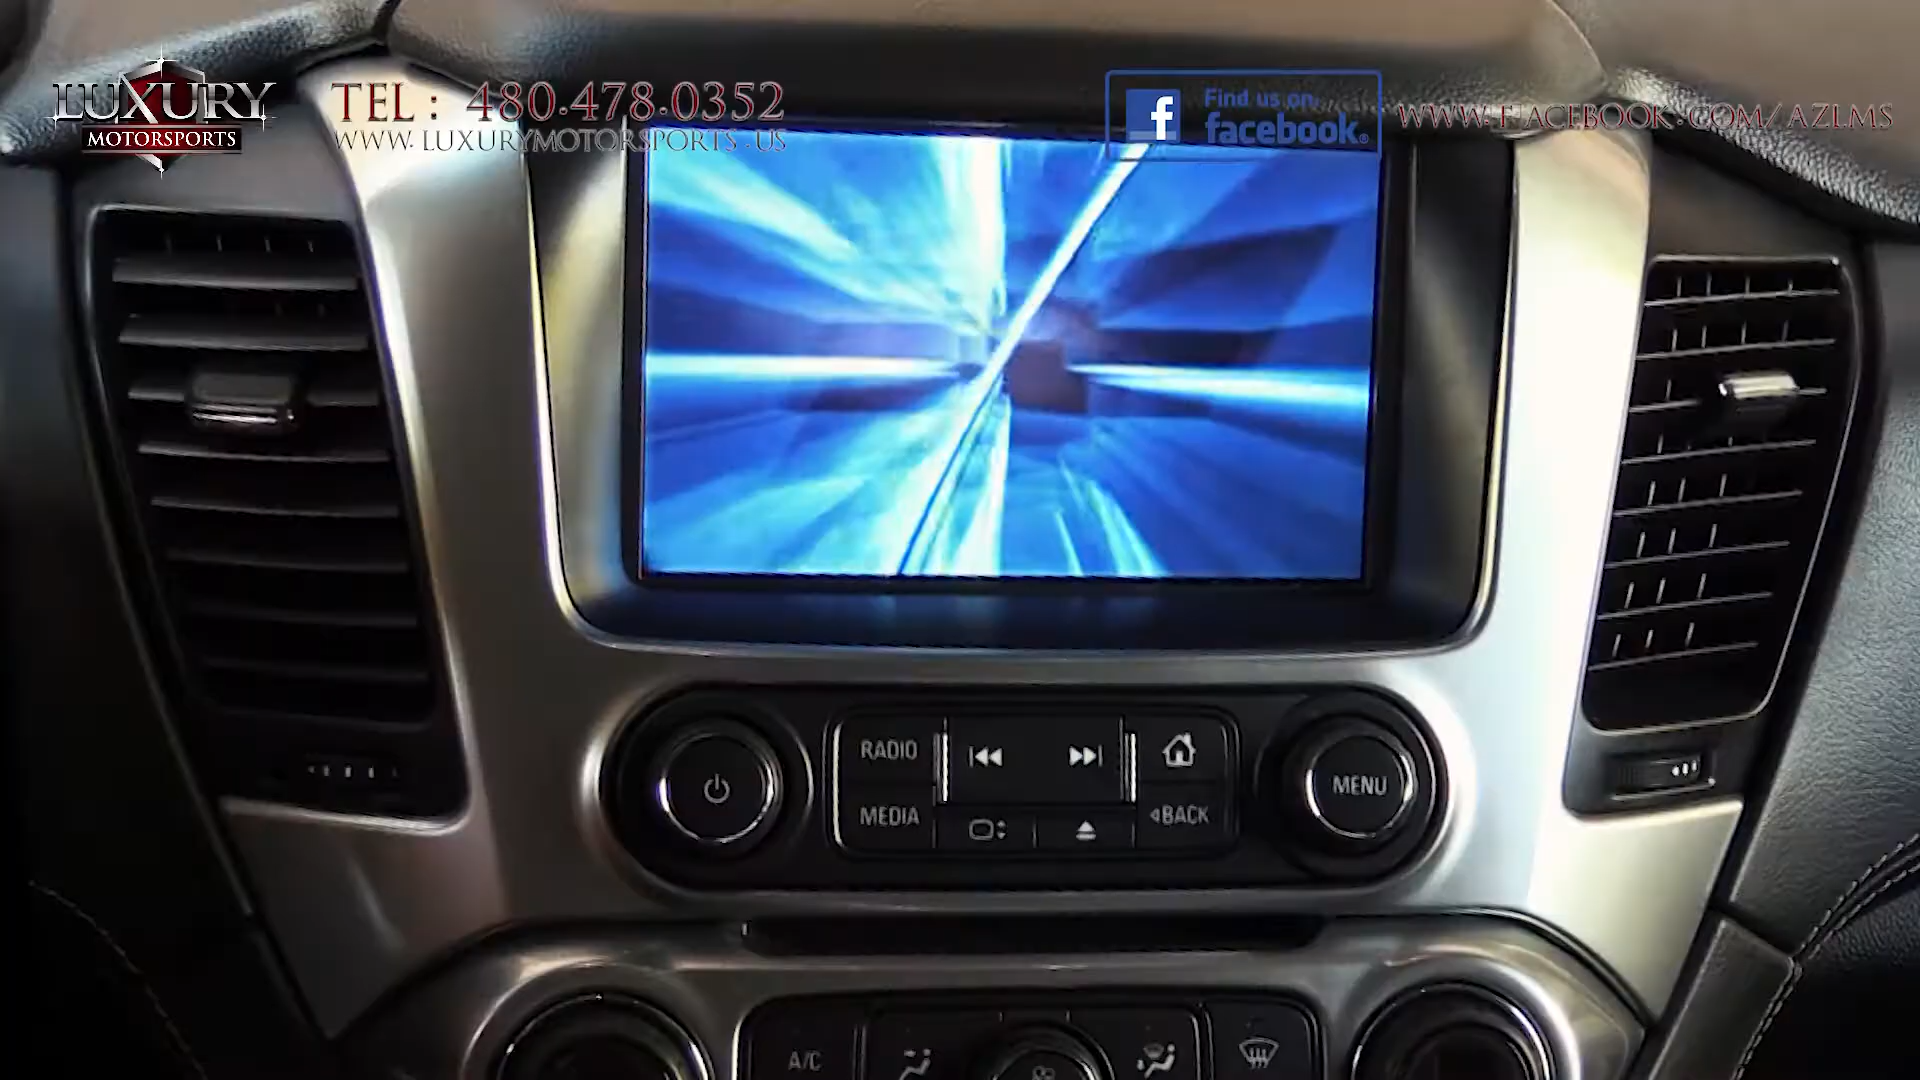 LUXURY
MOTORSPORTS
TEL: 480.478.0352
WWW.LUXURYMOTORSPORTS.US
Find us on
facebook®
WWW.FACEBOOK.COM/AZLMS
RADIO
MEDIA
BACK
MENU
A/C